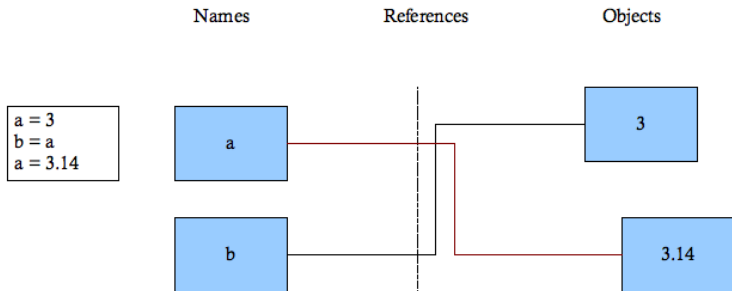 Names References Objects
a = 3
b = a
a = 3.14
a
3
b
3.14